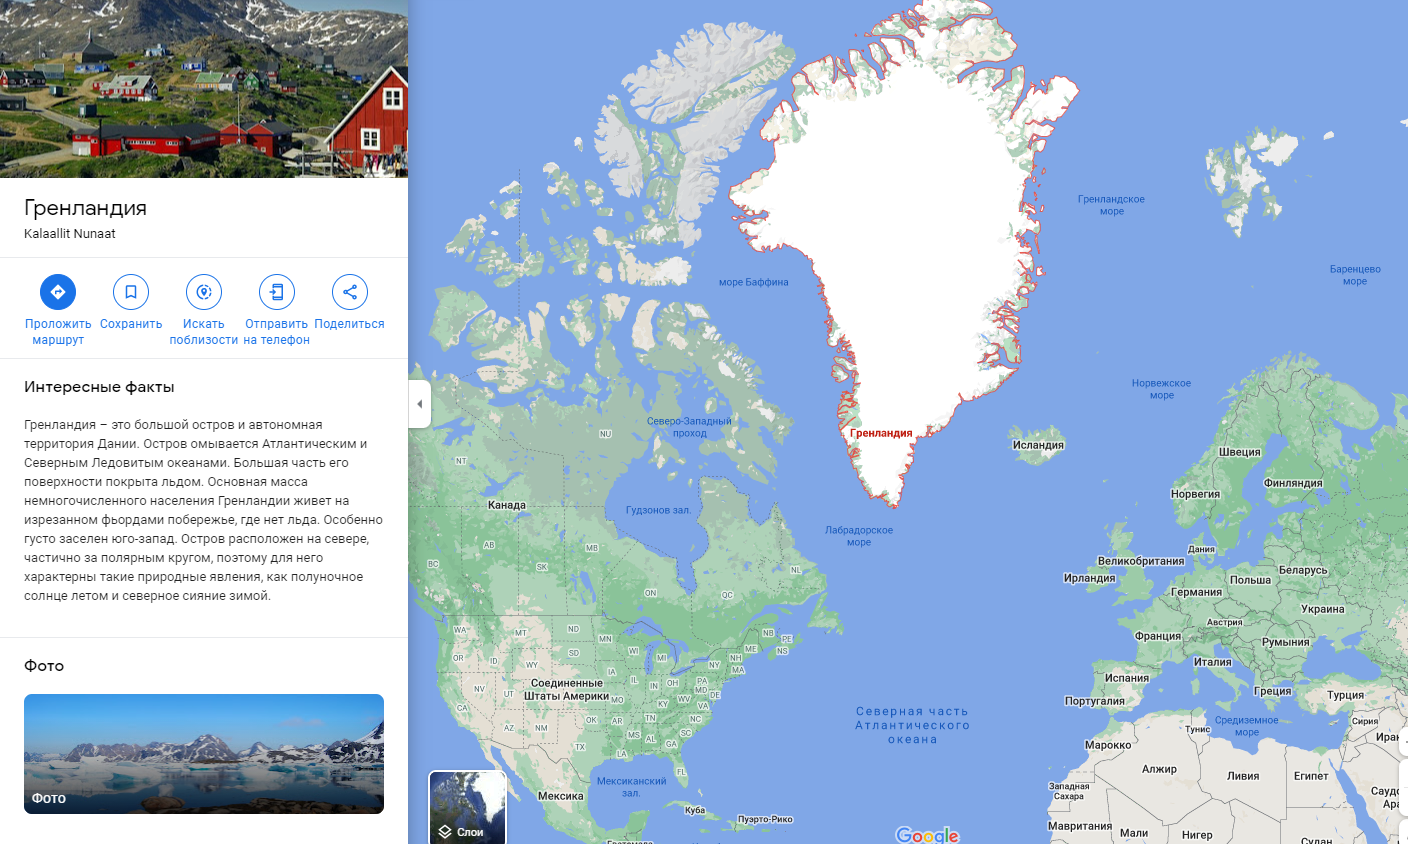 Гренландия
Kalaallit Nunaat
Проложить
маршрут
Сохранить
Искать
поблизости
Отправить
на телефон
Поделиться
Интересные факты
Гренландия – это большой остров и автономная
территория Дании. Остров омывается Атлантическим и
Северным Ледовитым океанами. Большая часть его
поверхности покрыта льдом. Основная масса
немногочисленного населения Гренландии живет на
изрезанном фьордами побережье, где нет льда. Особенно
густо заселен юго-запад. Остров расположен на севере,
частично за полярным кругом, поэтому для него
характерны такие природные явления, как полуночное
солнце летом и северное сияние зимой.
Фото
Фото
Гренландское
море
Баренцево
море
море Баффина
Норвежское
море
Северо-Западный
проход
NU
Гренландия
Исландия
NT
Швеция
Финляндия
Норвегия
Канада
Гудзонов зал.
Лабрадорское
море
AB
MB
SK
BC
NL
ON
QC
Дания
Великобритания
Ирландия
Беларусь
Польша
Германия
Украина
Австрия
Франция
Румыния
Италия
Испания
Греция
Португалия
Турция
WA
MT
ND
MN
NB
PE
OR
ID
SD
WI
MI
ME
NS
WY
NY
NH
MA
IA
NV
UT
Соединенные
Штаты Америки
IL
IN
OH
PA
MD
DE
CA
MO
KY
WV
VA
AZ
NM
OK
AR
TN
NC
MS
AL
SC
GA
TX
LA
FL
Северная часть
Атлантического
океана
Средиземное
море
Тунис
Сирия
Марокко
Ирак
Алжир
Ливия
Египет
Западная
Сахара
Мавритания
Мали
Нигер
Судан
Мексиканский
зал.
Мексика
Куба
Пуэрто-Рико
Слои
Google